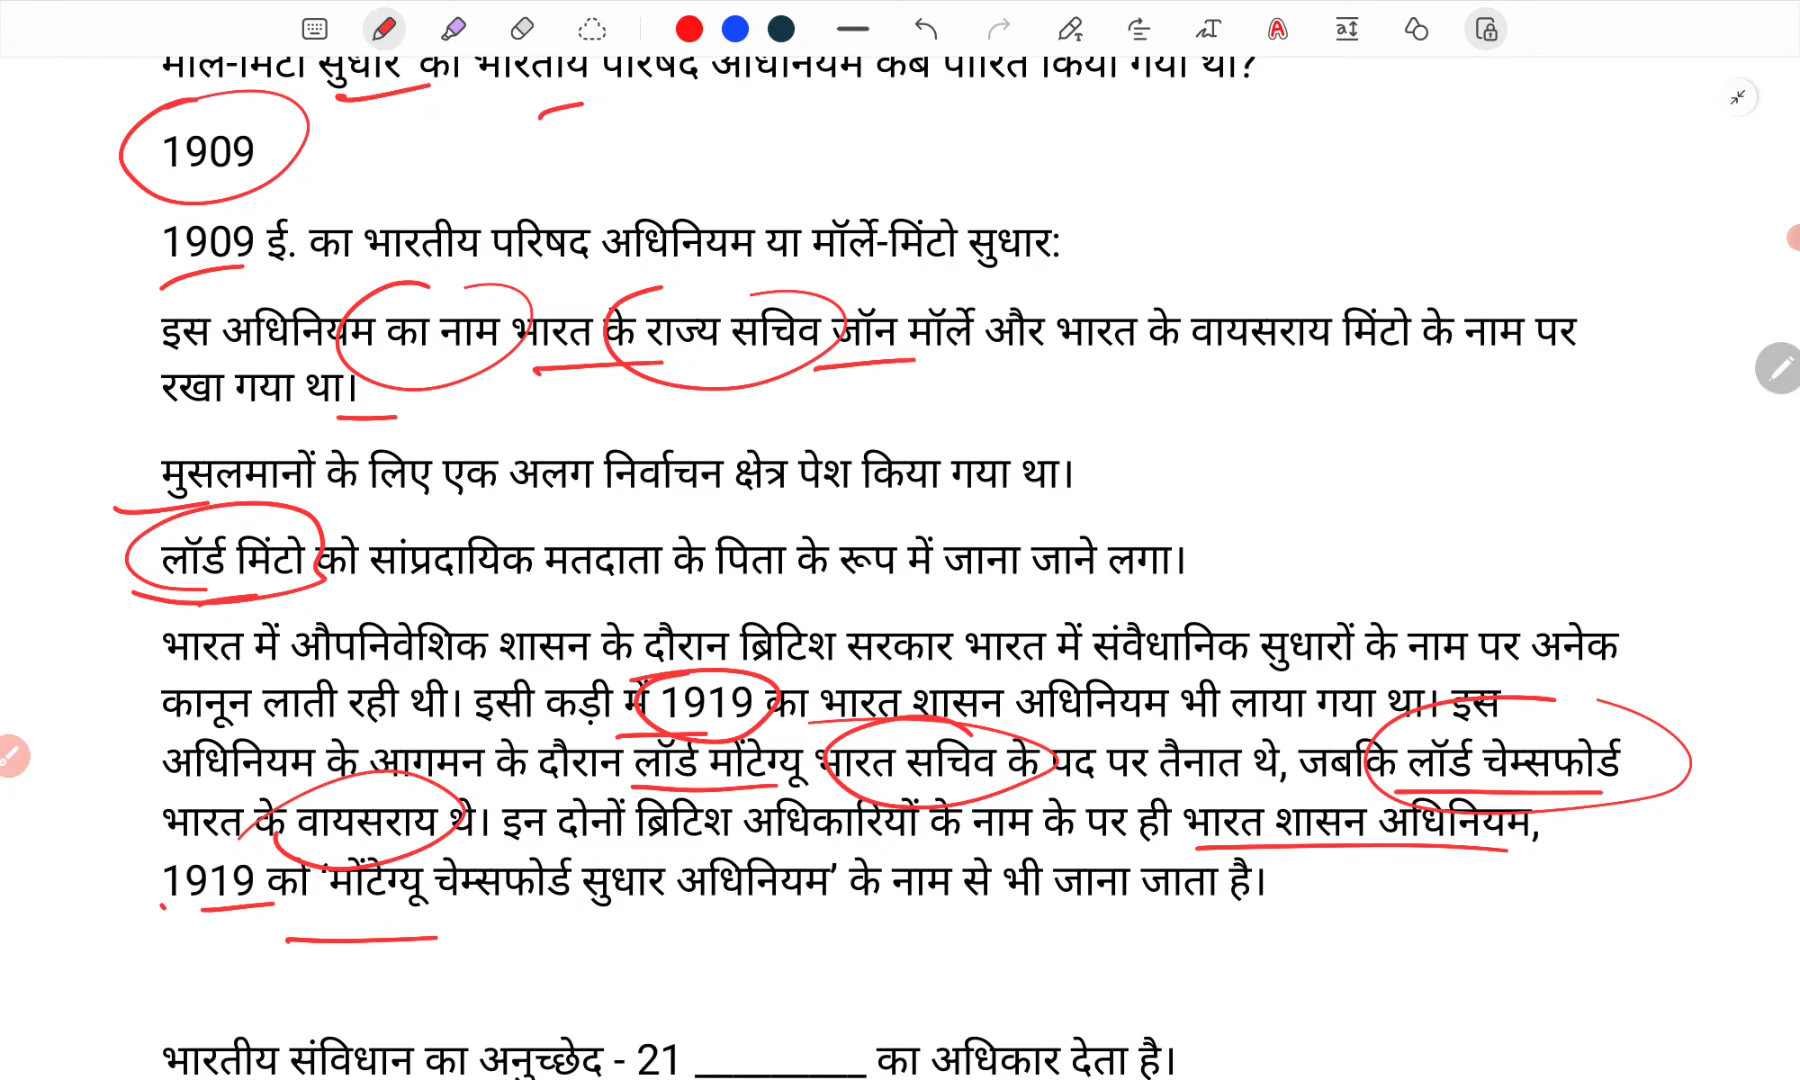 मॉर्ले-मिंटो सुधार का भारतीय परिषद अधिनियम कब पारित किया गया था?
1909
1909 ई. का भारतीय परिषद अधिनियम या मॉर्ले-मिंटो सुधार:
इस अधिनियम का नाम भारत के राज्य सचिव जॉन मॉर्ले और भारत के वायसराय मिंटो के नाम पर
रखा गया था।
मुसलमानों के लिए एक अलग निर्वाचन क्षेत्र पेश किया गया था।
लॉर्ड मिंटो को सांप्रदायिक मतदाता के पिता के रूप में जाना जाने लगा।
भारत में औपनिवेशिक शासन के दौरान ब्रिटिश सरकार भारत में संवैधानिक सुधारों के नाम पर अनेक
कानून लाती रही थी। इसी कड़ी में 1919 का भारत शासन अधिनियम भी लाया गया था। इस
अधिनियम के आगमन के दौरान लॉर्ड मोंटेग्यू भारत सचिव के पद पर तैनात थे, जबकि लॉर्ड चेम्सफोर्ड
भारत के वायसराय थे। इन दोनों ब्रिटिश अधिकारियों के नाम के पर ही भारत शासन अधिनियम,
1919 को ‘मोंटेग्यू चेम्सफोर्ड सुधार अधिनियम’ के नाम से भी जाना जाता है।
भारतीय संविधान का अनुच्छेद - 21 ________ का अधिकार देता है।